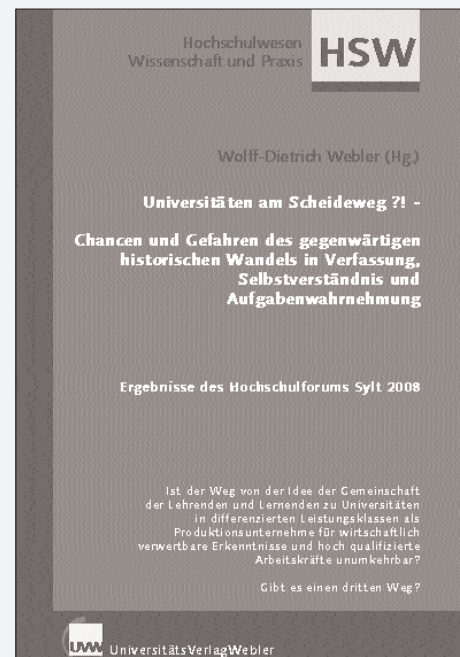 Hochschulwesen
Wissenschaft und Praxis
HSW
Wolff-Dietrich Webler (Hg.)
Universitäten am Scheideweg ?! -
Chancen und Gefahren des gegenwärtigen
historischen Wandels in Verfassung,
Selbstverständnis und
Aufgabenwahrnehmung
Ergebnisse des Hochschulforums Sylt 2008
Ist der Weg von der Idee der Gemeinschaft
der Lehrenden und Lernenden zu Universitäten
in differenzierten Leistungsklassen als
Produktionsunternehme für wirtschaftlich
verwertbare Erkenntnisse und hoch qualifizierte
Arbeitskräfte unumkehrbar?
Gibt es einen dritten Weg?
UVW UniversitätsVerlagWebler